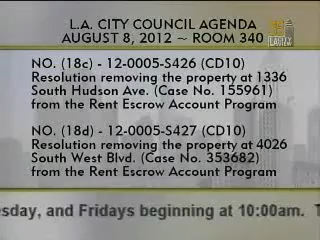 L.A. CITY COUNCIL AGENDA
AUGUST 8, 2012 ~ ROOM 340
NO. (18c) - 12-0005-S426 (CD10)
Resolution removing the property at 1336
South Hudson Ave. (Case No. 155961)
from the Rent Escrow Account Program
NO. (18d) - 12-0005-S427 (CD10)
Resolution removing the property at 4026
South West Blvd. (Case No. 353682)
from the Rent Escrow Account Program
esday, and Fridays beginning at 10:00am. T